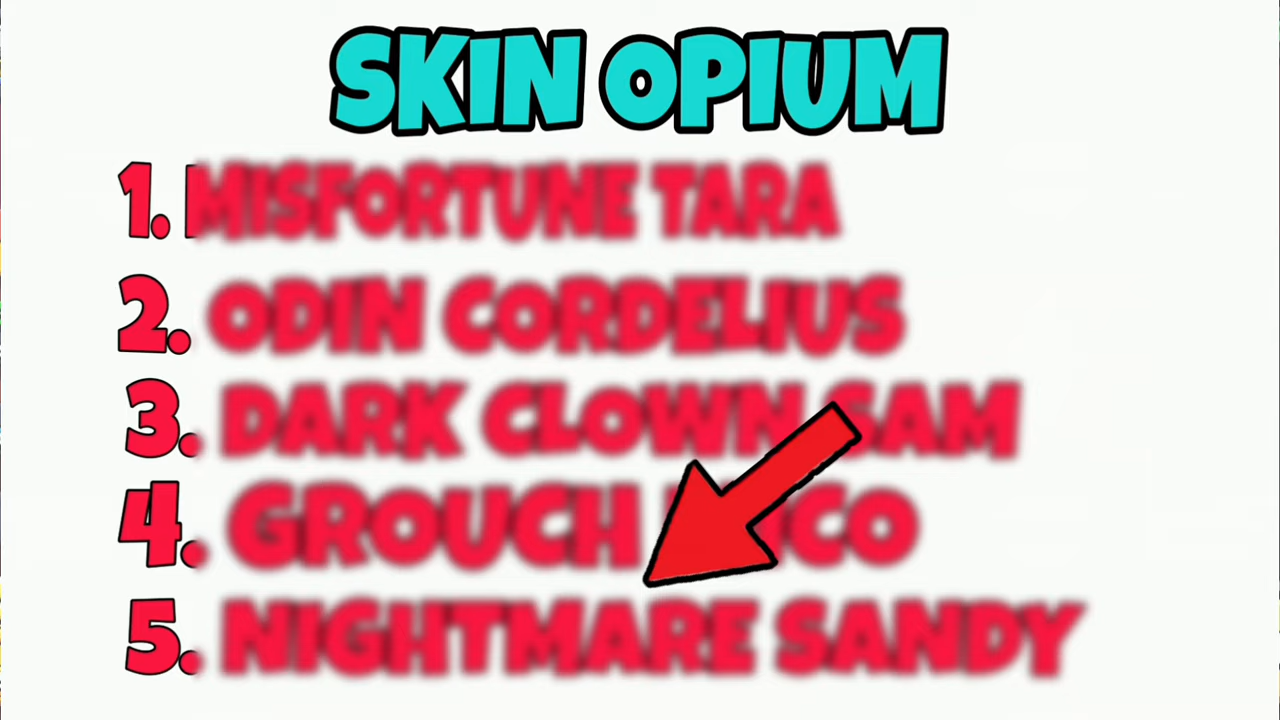 SKIN OPIUM
1. MISFORTUNE TARA
2. ODIN CORDELIUS
3. DARK CLOWN SAM
4. GROUCH
5. NIGHTMARE SANDY